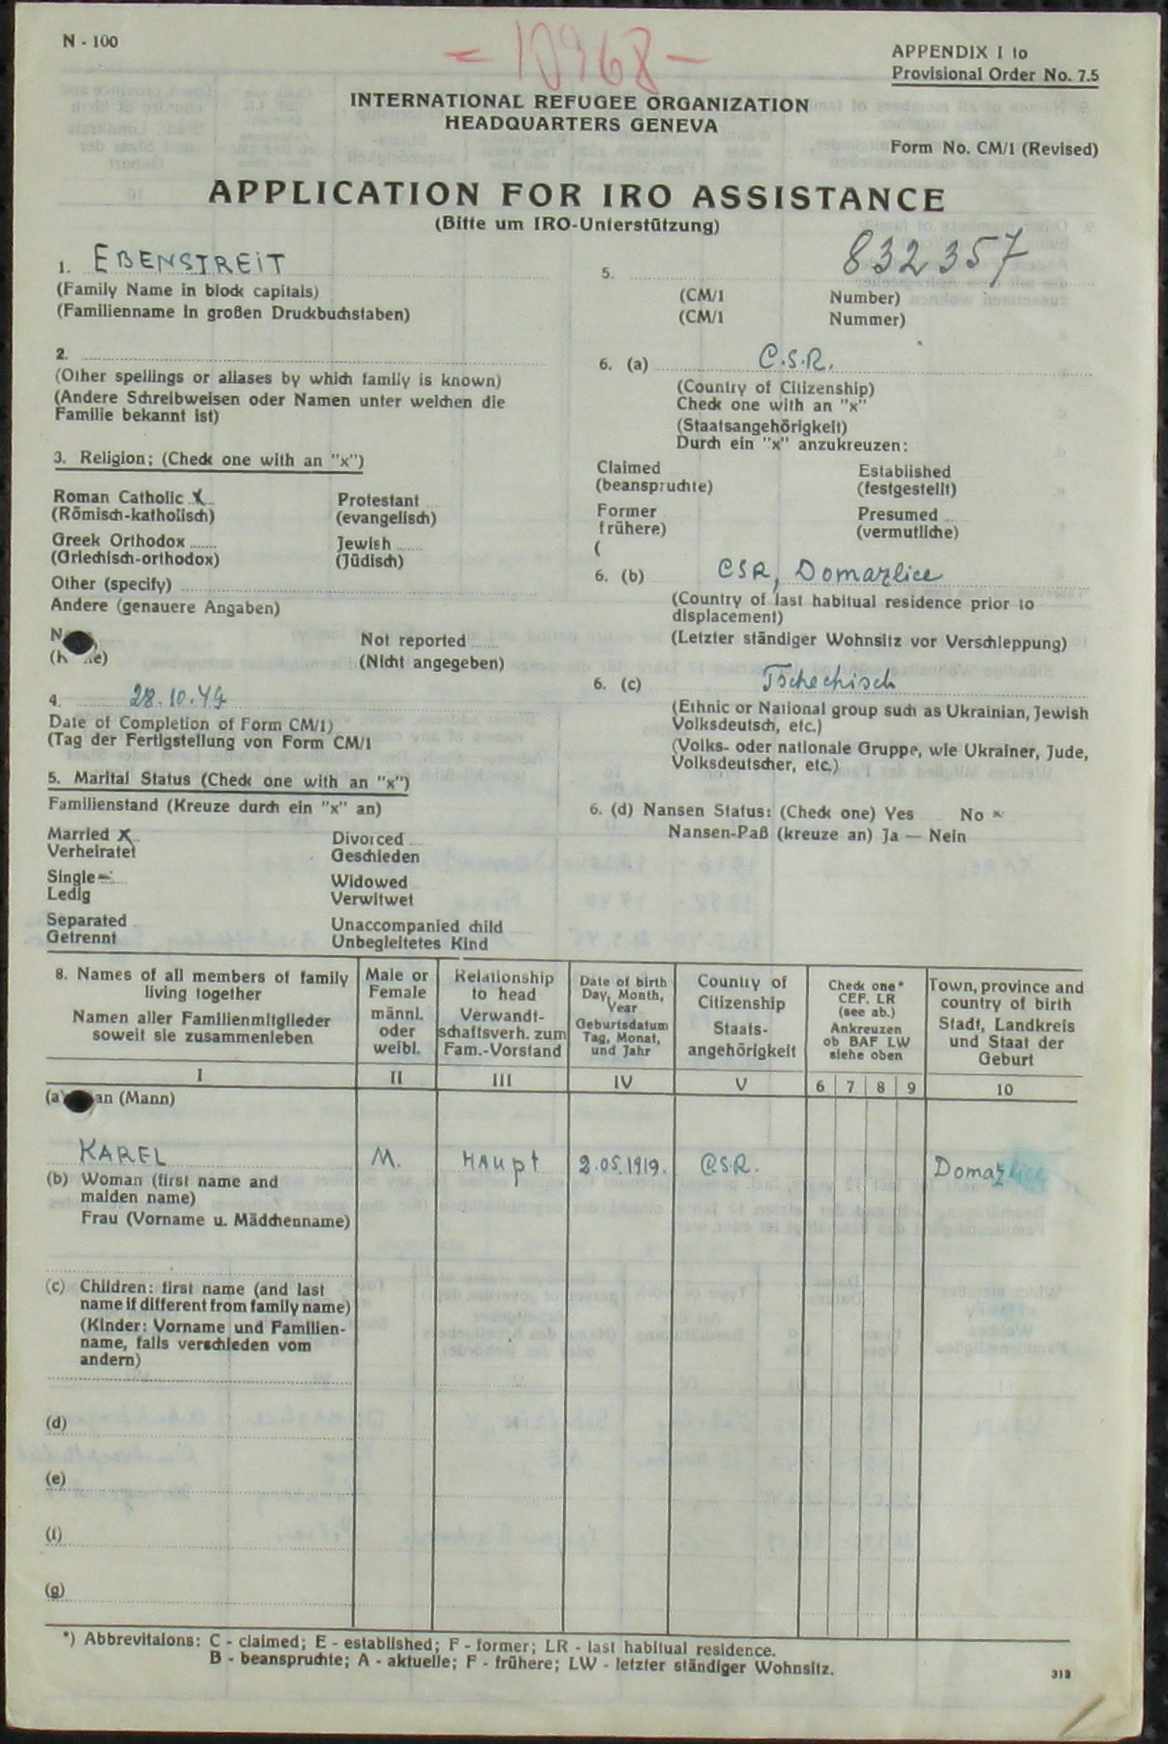 N - 100
- 10968 -
APPENDIX I to
Provisional Order No. 7.5
INTERNATIONAL REFUGEE ORGANIZATION
HEADQUARTERS GENEVA
Form No. CM/1 (Revised)
APPLICATION FOR IRO ASSISTANCE
(Bitte um IRO-Unterstützung)
1. EBENSTREIT
(Family Name in block capitals)
(Familienname in großen Druckbuchstaben)
5. 832357
(CM/1 Number)
(CM/1 Nummer)
2.
(Other spellings or aliases by which family is known)
(Andere Schreibweisen oder Namen unter welchen die
Familie bekannt ist)
6. (a) C.S.R.
(Country of Citizenship)
Check one with an "x"
(Staatsangehörigkeit)
Durch ein "x" anzukreuzen:
3. Religion; (Check one with an "x")
Claimed Established
(beanspruchte) (festgestellt)
Roman Catholic x Protestant
(Römisch-katholisch) (evangelisch)
Former Presumed
frühere) (vermutliche)
(
Greek Orthodox Jewish
(Griechisch-orthodox) (Jüdisch)
Other (specify)
Andere (genauere Angaben)
6. (b) CSR, Domazlice
(Country of last habitual residence prior to
displacement)
(Letzter ständiger Wohnsitz vor Verschleppung)
Not reported
(Nicht angegeben)
4. 28.10.49
Date of Completion of Form CM/1)
(Tag der Fertigstellung von Form CM/1
6. (c) Tschechisch
(Ethnic or National group such as Ukrainian, Jewish
Volksdeutsch, etc.)
(Volks- oder nationale Gruppe, wie Ukrainer, Jude,
Volksdeutscher, etc.)
5. Marital Status (Check one with an "x")
Familienstand (Kreuze durch ein "x" an)
6. (d) Nansen Status: (Check one) Yes No x
Nansen-Paß (kreuze an) Ja — Nein
Married x Divorced
Verheiratet Geschieden
Single Widowed
Ledig Verwitwet
Separated Unaccompanied child
Getrennt Unbegleitetes Kind
8. Names of all members of family
living together
Namen aller Familienmitglieder
soweit sie zusammenleben
Male or
Female
männl.
oder
weibl.
Relationship
to head
Verwandt-
schaftsverh. zum
Fam.-Vorstand
Date of birth
Day, Month,
Year
Geburtsdatum
Tag, Monat,
und Jahr
Country of
Citizenship
Staats-
angehörigkeit
Check one*
CEF. LR
(see ab.)
Ankreuzen
ob BAF LW
siehe oben
Town, province and
country of birth
Stadt, Landkreis
und Staat der
Geburt
I II III IV V 6 7 8 9 10
(a) an (Mann)
KAREL M. Haupt 2.05.1919. C.S.R. Domazlice
(b) Woman (first name and
maiden name)
Frau (Vorname u. Mädchenname)
(c) Children: first name (and last
name if different from family name)
(Kinder: Vorname und Familien-
name, falls verschieden vom
andern)
(d)
(e)
(f)
(g)
*) Abbrevitaions: C - claimed; E - established; F - former; LR - last habitual residence.
B - beanspruchte; A - aktuelle; F - frühere; LW - letzter ständiger Wohnsitz.
318